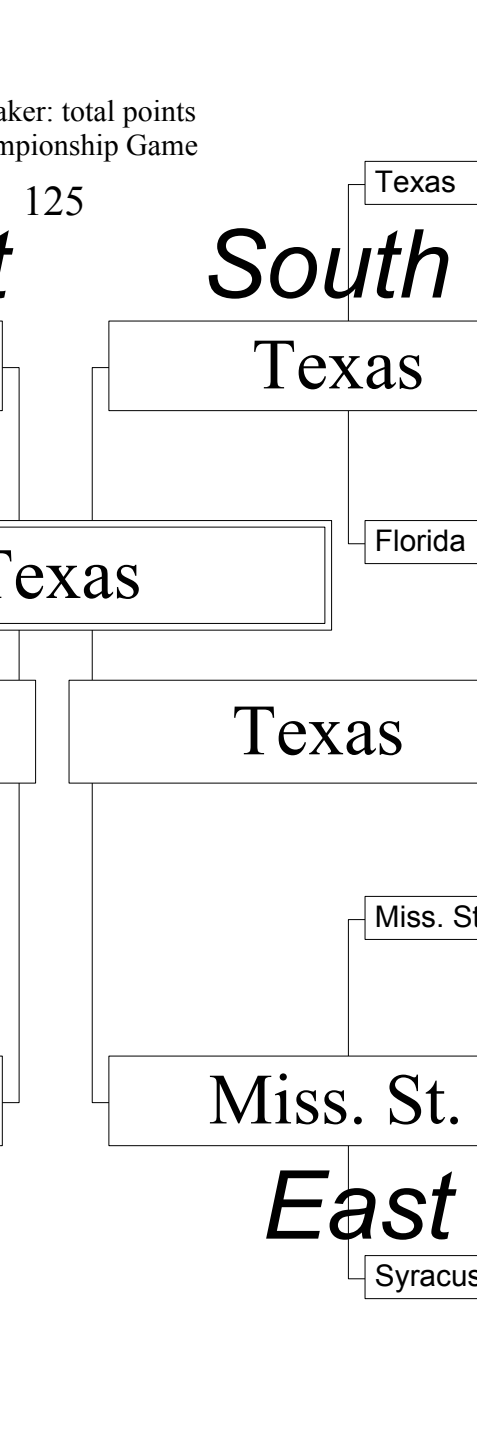 aker: total points
mpionship Game
125
Texas
t
South
Texas
Florida
Texas
Texas
Miss. St
Miss. St.
East
Syracus